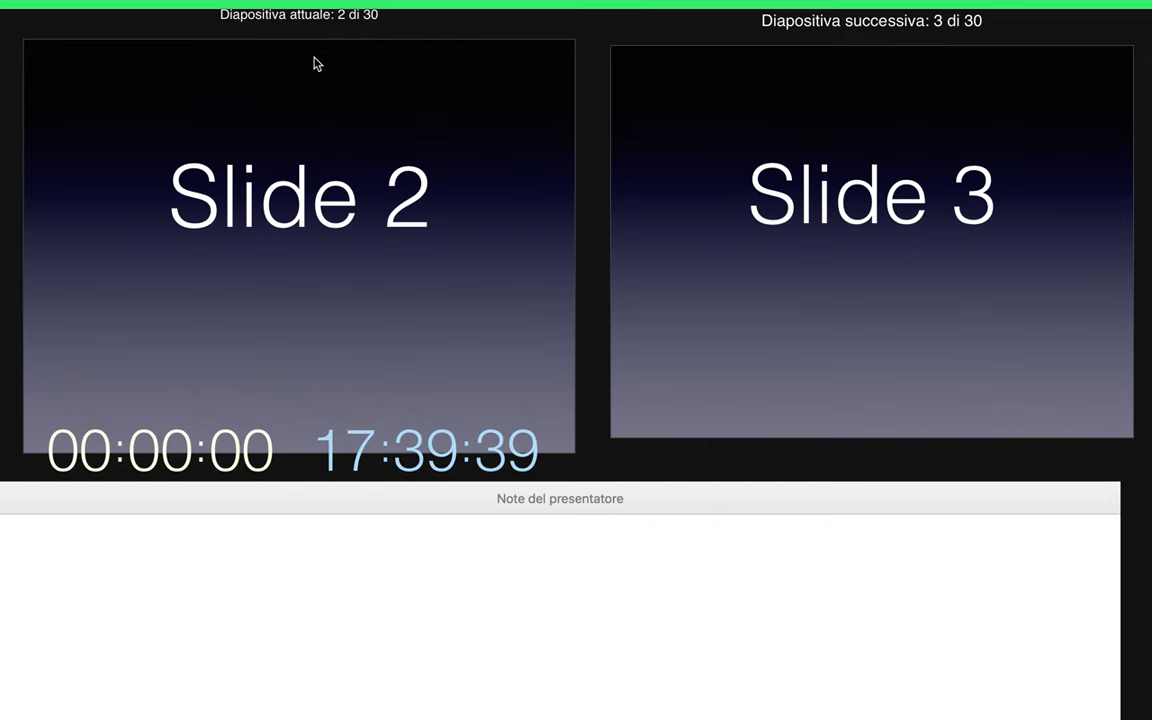 Diapositiva attuale: 2 di 30
Diapositiva successiva: 3 di 30
Slide 2
Slide 3
00:00:00
17:39:39
Note del presentatore